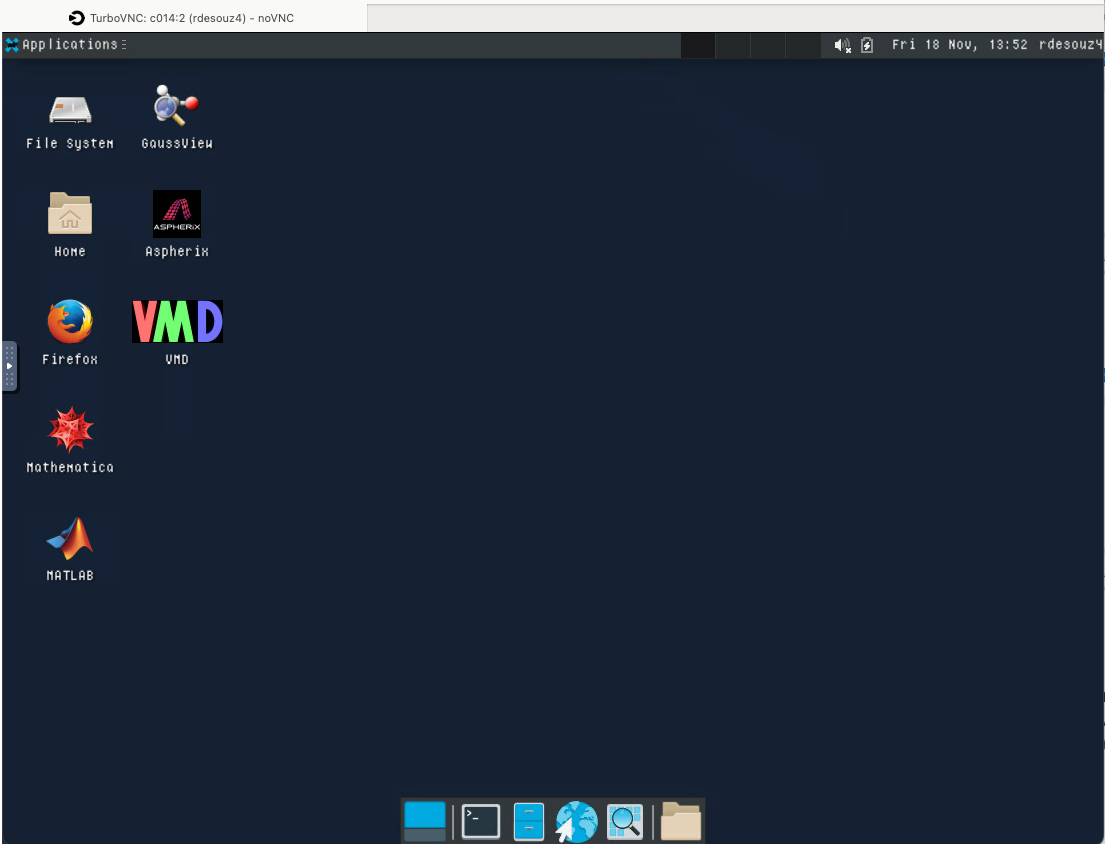 TurboVNC: c014:2 (rdesouz4) - noVNC
Applications
Fri 18 Nov, 13:52 rdesouz4
File System
GaussView
Home
ASPHERIX
Aspherix
Firefox
VMD
VMD
Mathematica
MATLAB
>_